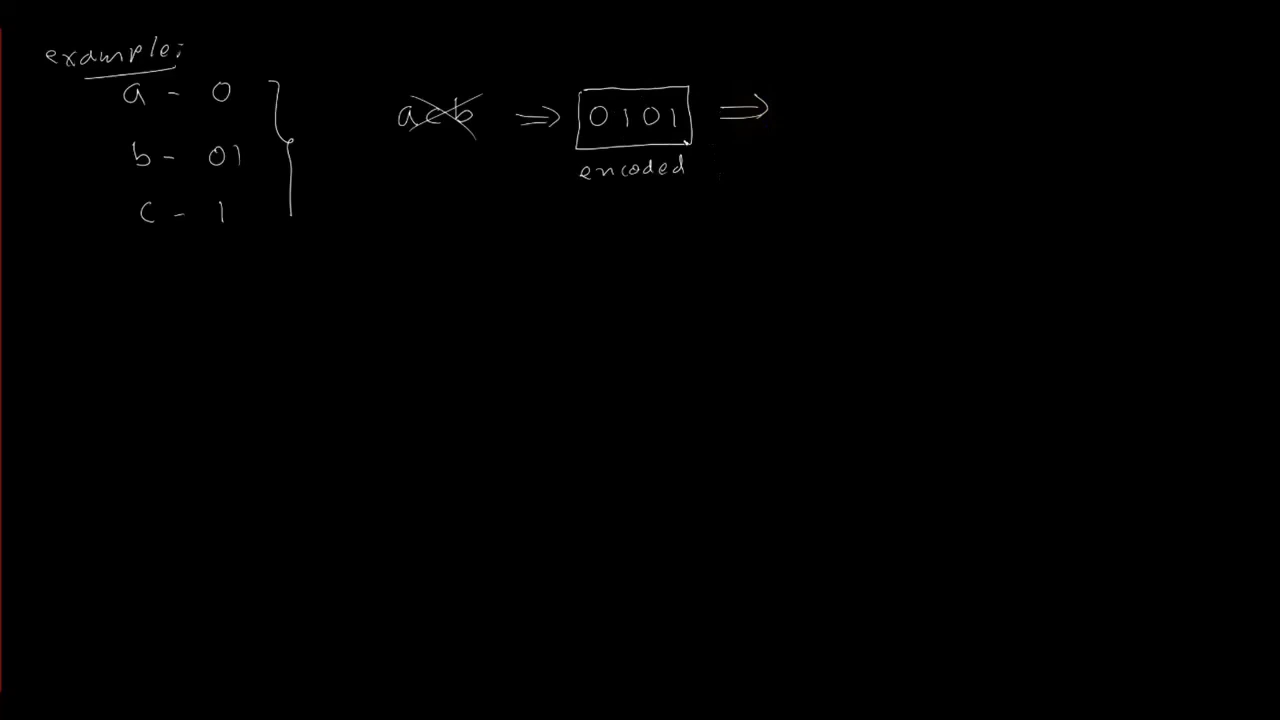 example:
a - 0
b - 01
c - 1
acb ⇒ 0101 ⇒
encoded